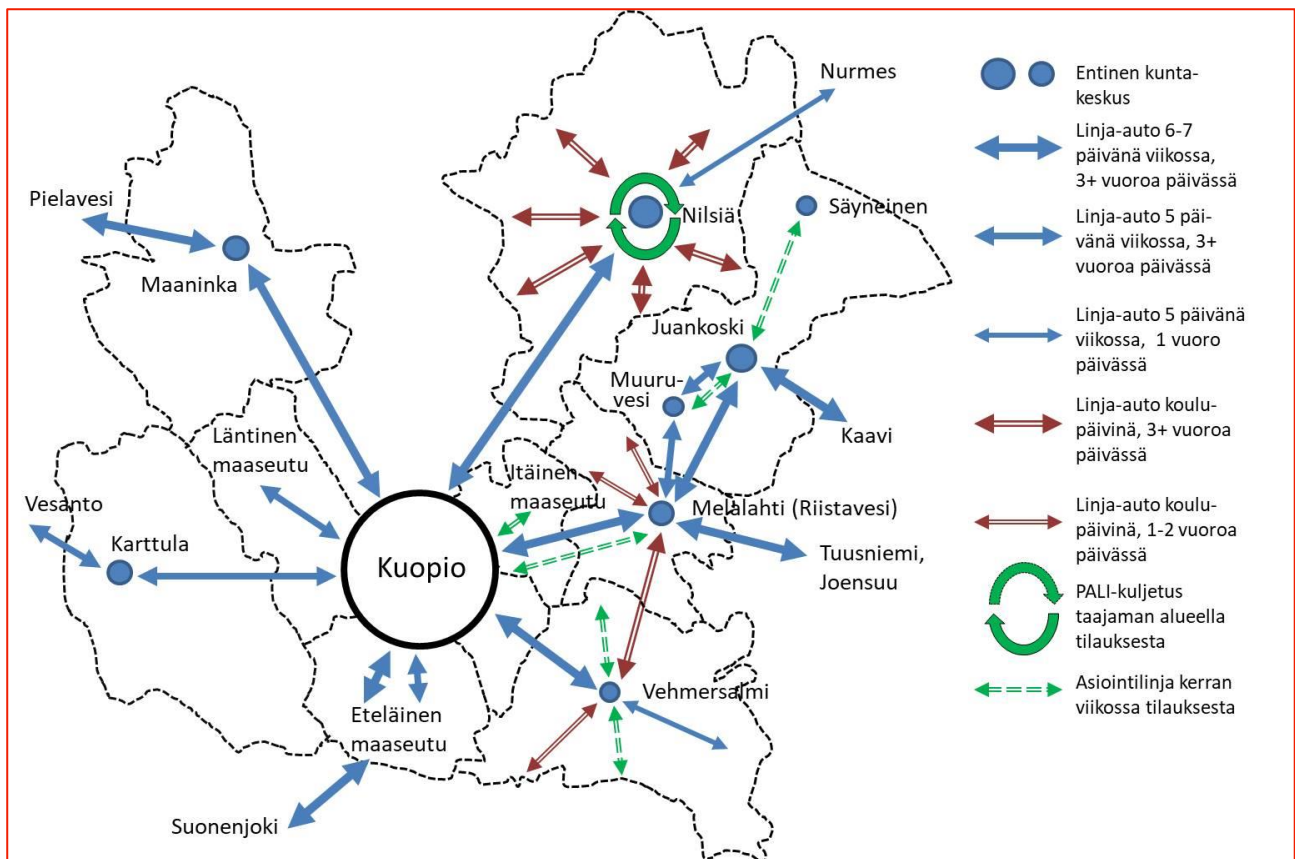 Nurmes
Pielavesi
Maaninka
Nilsiä
Säyneinen
Juankoski
Muuru-
vesi
Kaavi
Läntinen
maaseutu
Itäinen
maaseutu
Vesanto
Karttula
Kuopio
Melalahti (Riistavesi)
Tuusniemi,
Joensuu
Vehmersalmi
Eteläinen
maaseutu
Suonenjoki
Entinen kunta-
keskus
Linja-auto 6-7
päivänä viikossa,
3+ vuoroa päivässä
Linja-auto 5 päi-
vänä viikossa, 3+
vuoroa päivässä
Linja-auto 5 päivänä
viikossa, 1 vuoro
päivässä
Linja-auto koulu-
päivinä, 3+ vuoroa
päivässä
Linja-auto koulu-
päivinä, 1-2 vuoroa
päivässä
PALI-kuljetus
taajaman alueella
tilauksesta
Asiointilinja kerran
viikossa tilauksesta